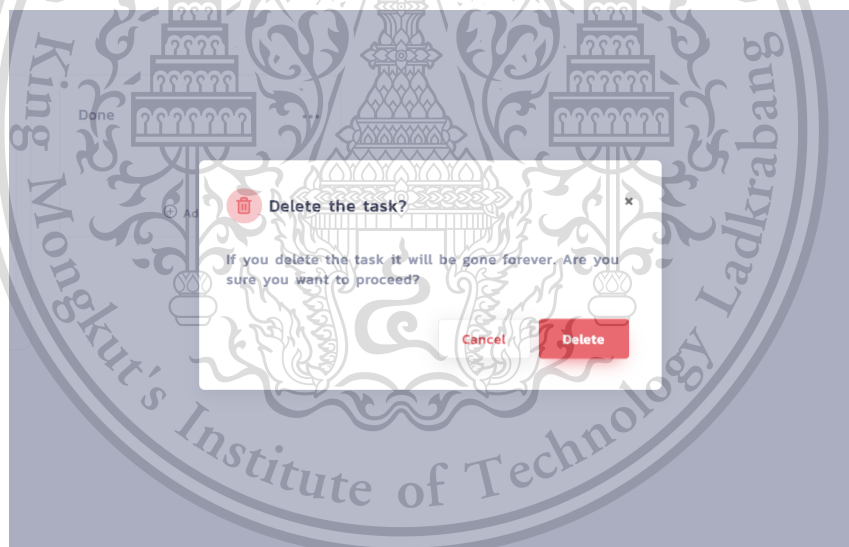 Done
Ad
Delete the task?
If you delete the task it will be gone forever. Are you
sure you want to proceed?
Cancel
Delete
King Mongkut's Institute of Technology Ladkrabang